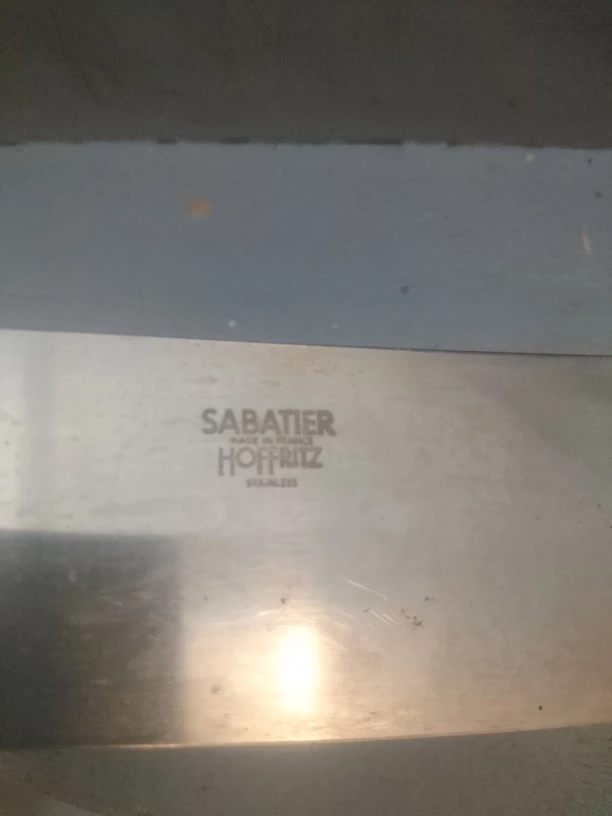 SABATIER
MADE IN FRANCE
HOFFRITZ
STAINLESS